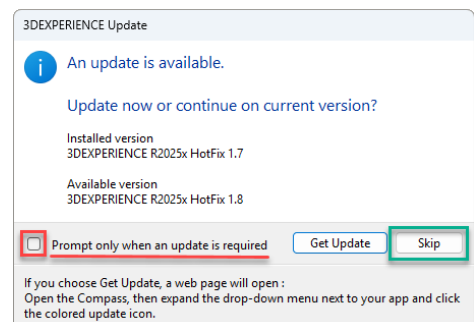 3DEXPERIENCE Update
i
An update is available.
Update now or continue on current version?
Installed version
3DEXPERIENCE R2025x HotFix 1.7
Available version
3DEXPERIENCE R2025x HotFix 1.8
Prompt only when an update is required Get Update Skip
If you choose Get Update, a web page will open :
Open the Compass, then expand the drop-down menu next to your app and click
the colored update icon.